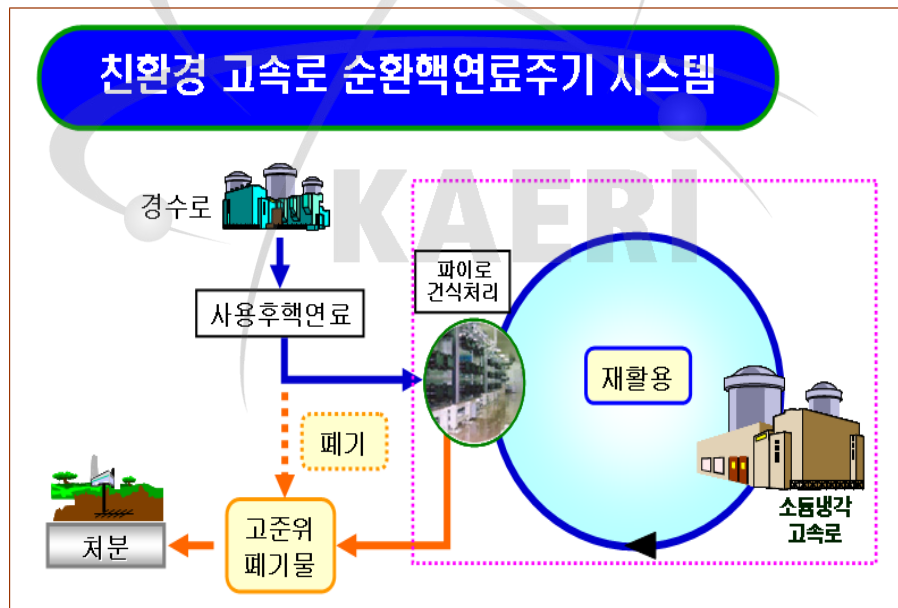 친환경 고속로 순환핵연료주기 시스템
KAERI
경수로
파이로
건식처리
사용후핵연료
재활용
폐기
소듐냉각
고속로
고준위
폐기물
처분